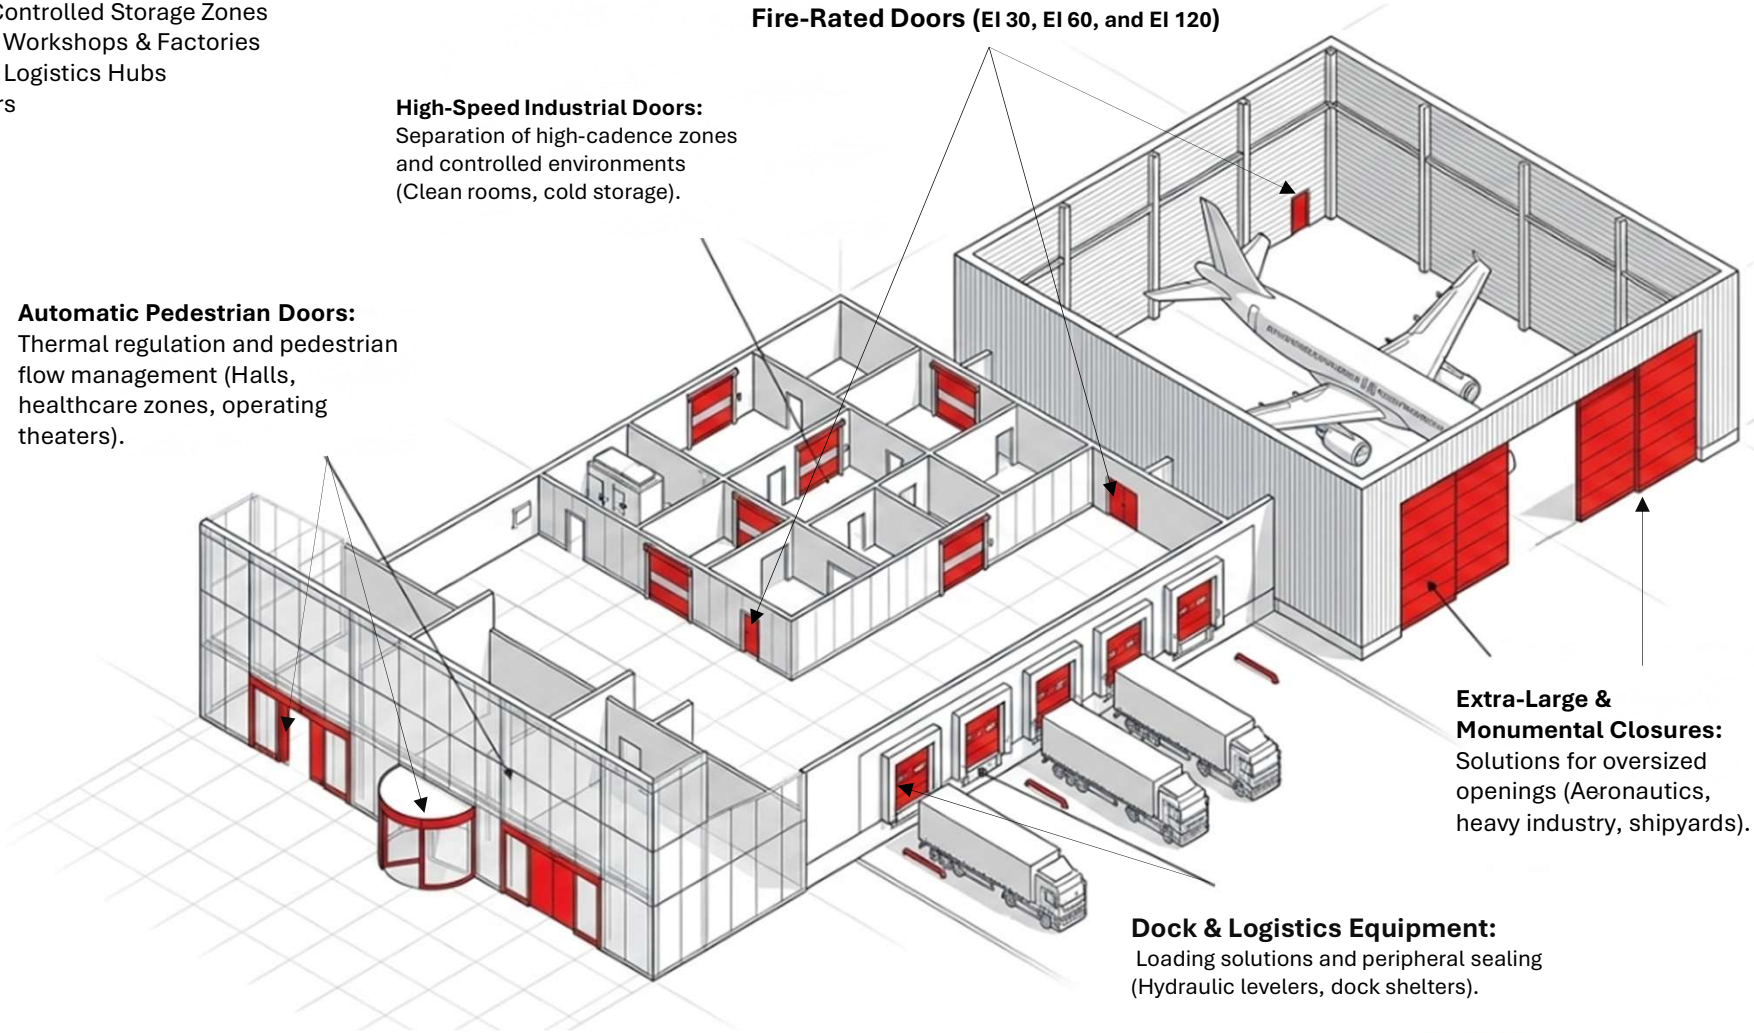 Controlled Storage Zones
Workshops & Factories
Logistics Hubs
Fire-Rated Doors (EI 30, EI 60, and EI 120)
High-Speed Industrial Doors:
Separation of high-cadence zones
and controlled environments
(Clean rooms, cold storage).
Automatic Pedestrian Doors:
Thermal regulation and pedestrian
flow management (Halls,
healthcare zones, operating
theaters).
Extra-Large &
Monumental Closures:
Solutions for oversized
openings (Aeronautics,
heavy industry, shipyards).
Dock & Logistics Equipment:
Loading solutions and peripheral sealing
(Hydraulic levelers, dock shelters).